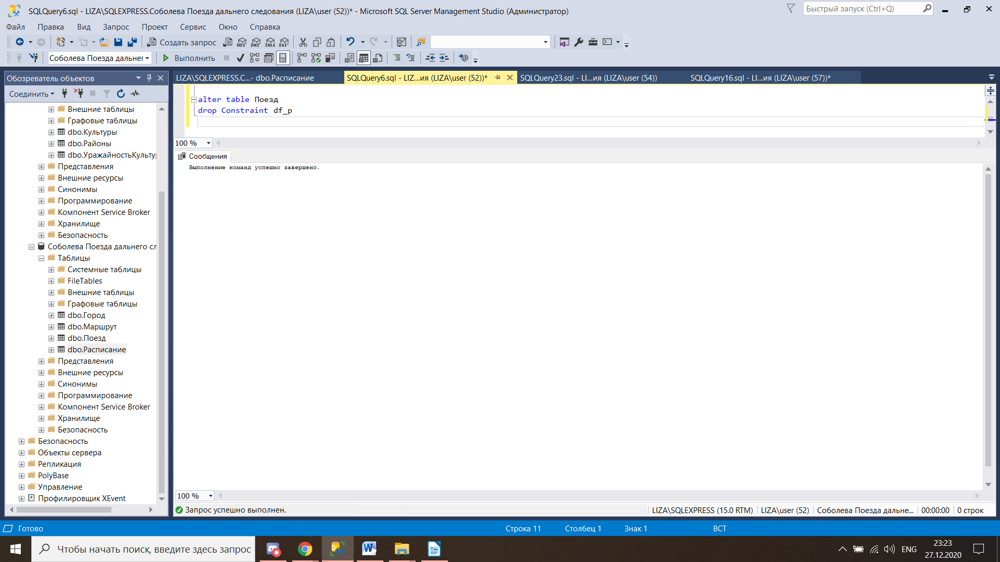 SQLQuery6.sql - LIZA\SQLEXPRESS.Соболева Поезда дальнего следования (LIZA\user (52))* - Microsoft SQL Server Management Studio (Администратор)
Быстрый запуск (Ctrl+Q)
Файл Правка Вид Запрос Проект Сервис Окно Справка
Создать запрос MDX DMX XMLA DAX
Соболева Поезда дальнег Выполнить
Обозреватель объектов
Соединить
Внешние таблицы
Графовые таблицы
dbo.Культуры
dbo.Районы
dbo.УражайностьКультур
Представления
Внешние ресурсы
Синонимы
Программирование
Компонент Service Broker
Хранилище
Безопасность
Соболева Поезда дальнего сл
Таблицы
Системные таблицы
FileTables
Внешние таблицы
Графовые таблицы
dbo.Город
dbo.Маршрут
dbo.Поезд
dbo.Расписание
Представления
Внешние ресурсы
Синонимы
Программирование
Компонент Service Broker
Хранилище
Безопасность
Безопасность
Объекты сервера
Репликация
PolyBase
Управление
Профилировщик XEvent
LIZA\SQLEXPRESS.C...- dbo.Расписание
SQLQuery6.sql - LIZ...ия (LIZA\user (52))*
SQLQuery23.sql - LI...ия (LIZA\user (54))
SQLQuery16.sql - LI...ия (LIZA\user (57))*
alter table Поезд
drop Constraint df_p
100 %
Сообщения
Выполнение команд успешно завершено.
100 %
Запрос успешно выполнен.
LIZA\SQLEXPRESS (15.0 RTM) LIZA\user (52) Соболева Поезда дальне... 00:00:00 0 строк
Готово
Строка 11 Столбец 1 Знак 1 ВСТ
Чтобы начать поиск, введите здесь запрос
ENG
23:23
27.12.2020